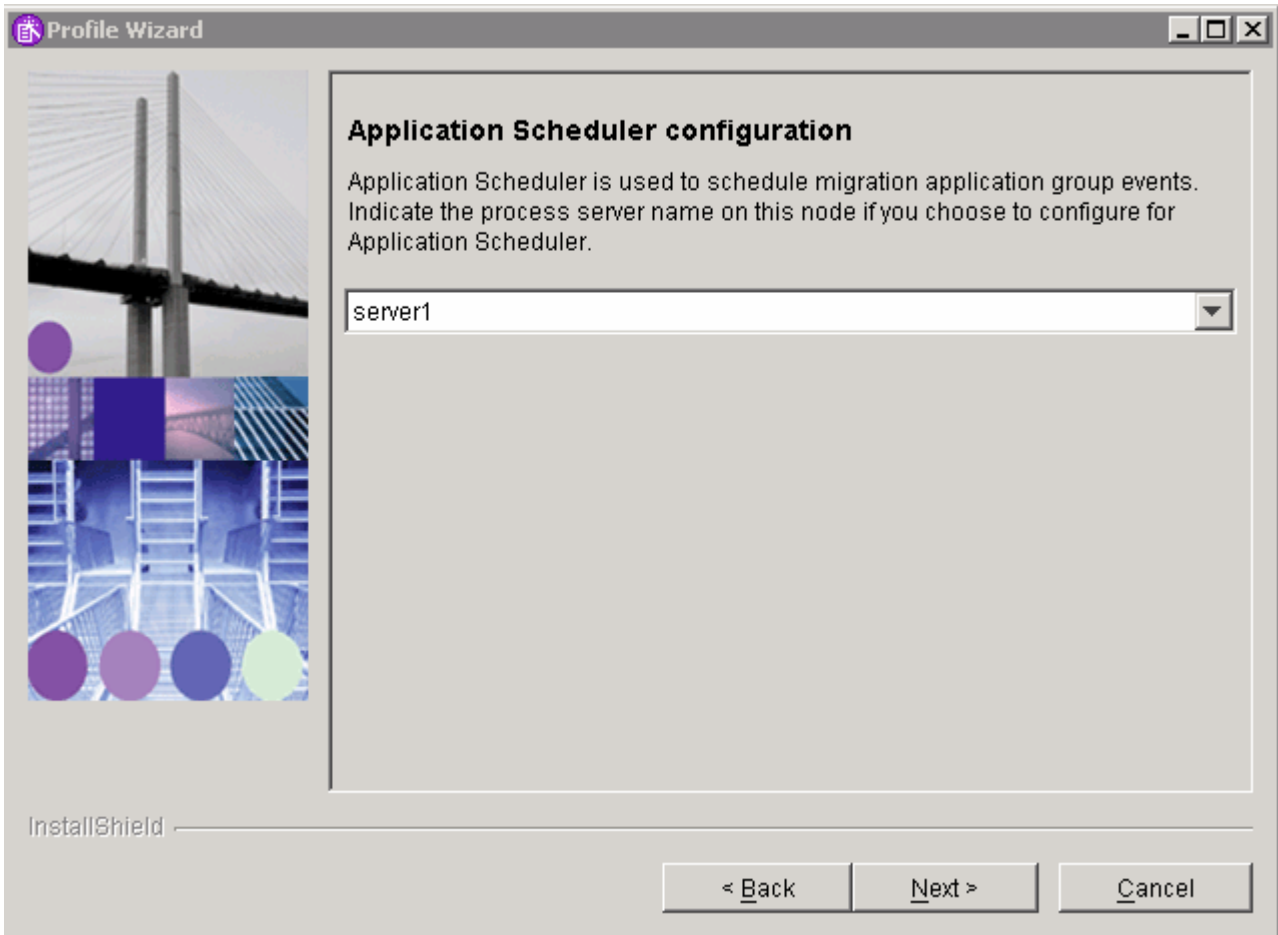 Profile Wizard
Application Scheduler configuration
Application Scheduler is used to schedule migration application group events.
Indicate the process server name on this node if you choose to configure for
Application Scheduler.
server1
InstallShield
< Back
Next >
Cancel